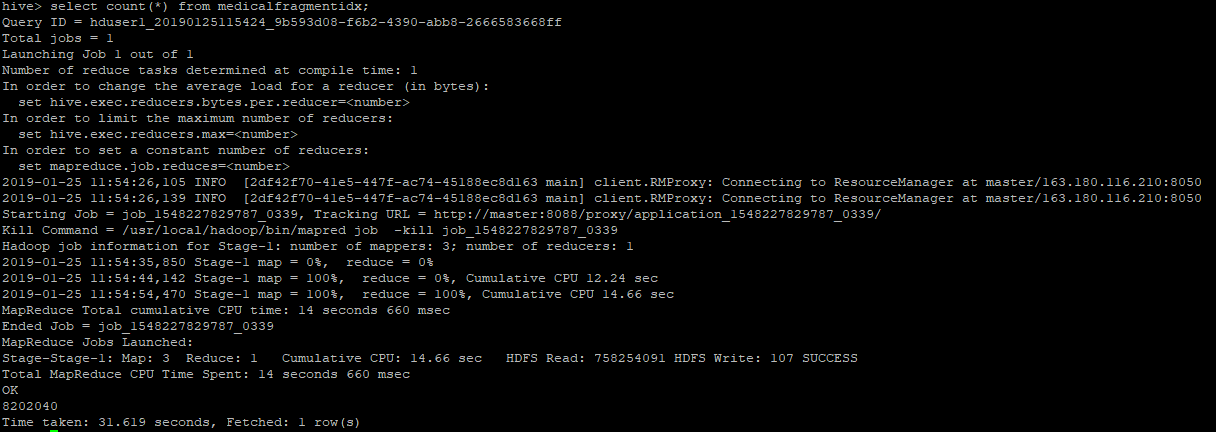 hive> select count(*) from medicalfragmentidx;
Query ID = hduser1_20190125115424_9b593d08-f6b2-4390-abb8-2666583668ff
Total jobs = 1
Launching Job 1 out of 1
Number of reduce tasks determined at compile time: 1
In order to change the average load for a reducer (in bytes):
  set hive.exec.reducers.bytes.per.reducer=<number>
In order to limit the maximum number of reducers:
  set hive.exec.reducers.max=<number>
In order to set a constant number of reducers:
  set mapreduce.job.reduces=<number>
2019-01-25 11:54:26,105 INFO  [2df42f70-41e5-447f-ac74-45188ec8d163 main] client.RMProxy: Connecting to ResourceManager at master/163.180.116.210:8050
2019-01-25 11:54:26,139 INFO  [2df42f70-41e5-447f-ac74-45188ec8d163 main] client.RMProxy: Connecting to ResourceManager at master/163.180.116.210:8050
Starting Job = job_1548227829787_0339, Tracking URL = http://master:8088/proxy/application_1548227829787_0339/
Kill Command = /usr/local/hadoop/bin/mapred job  -kill job_1548227829787_0339
Hadoop job information for Stage-1: number of mappers: 3; number of reducers: 1
2019-01-25 11:54:35,850 Stage-1 map = 0%,  reduce = 0%
2019-01-25 11:54:44,142 Stage-1 map = 100%,  reduce = 0%, Cumulative CPU 12.24 sec
2019-01-25 11:54:54,470 Stage-1 map = 100%,  reduce = 100%, Cumulative CPU 14.66 sec
MapReduce Total cumulative CPU time: 14 seconds 660 msec
Ended Job = job_1548227829787_0339
MapReduce Jobs Launched:
Stage-Stage-1: Map: 3  Reduce: 1   Cumulative CPU: 14.66 sec   HDFS Read: 758254091 HDFS Write: 107 SUCCESS
Total MapReduce CPU Time Spent: 14 seconds 660 msec
OK
8202040
Time taken: 31.619 seconds, Fetched: 1 row(s)